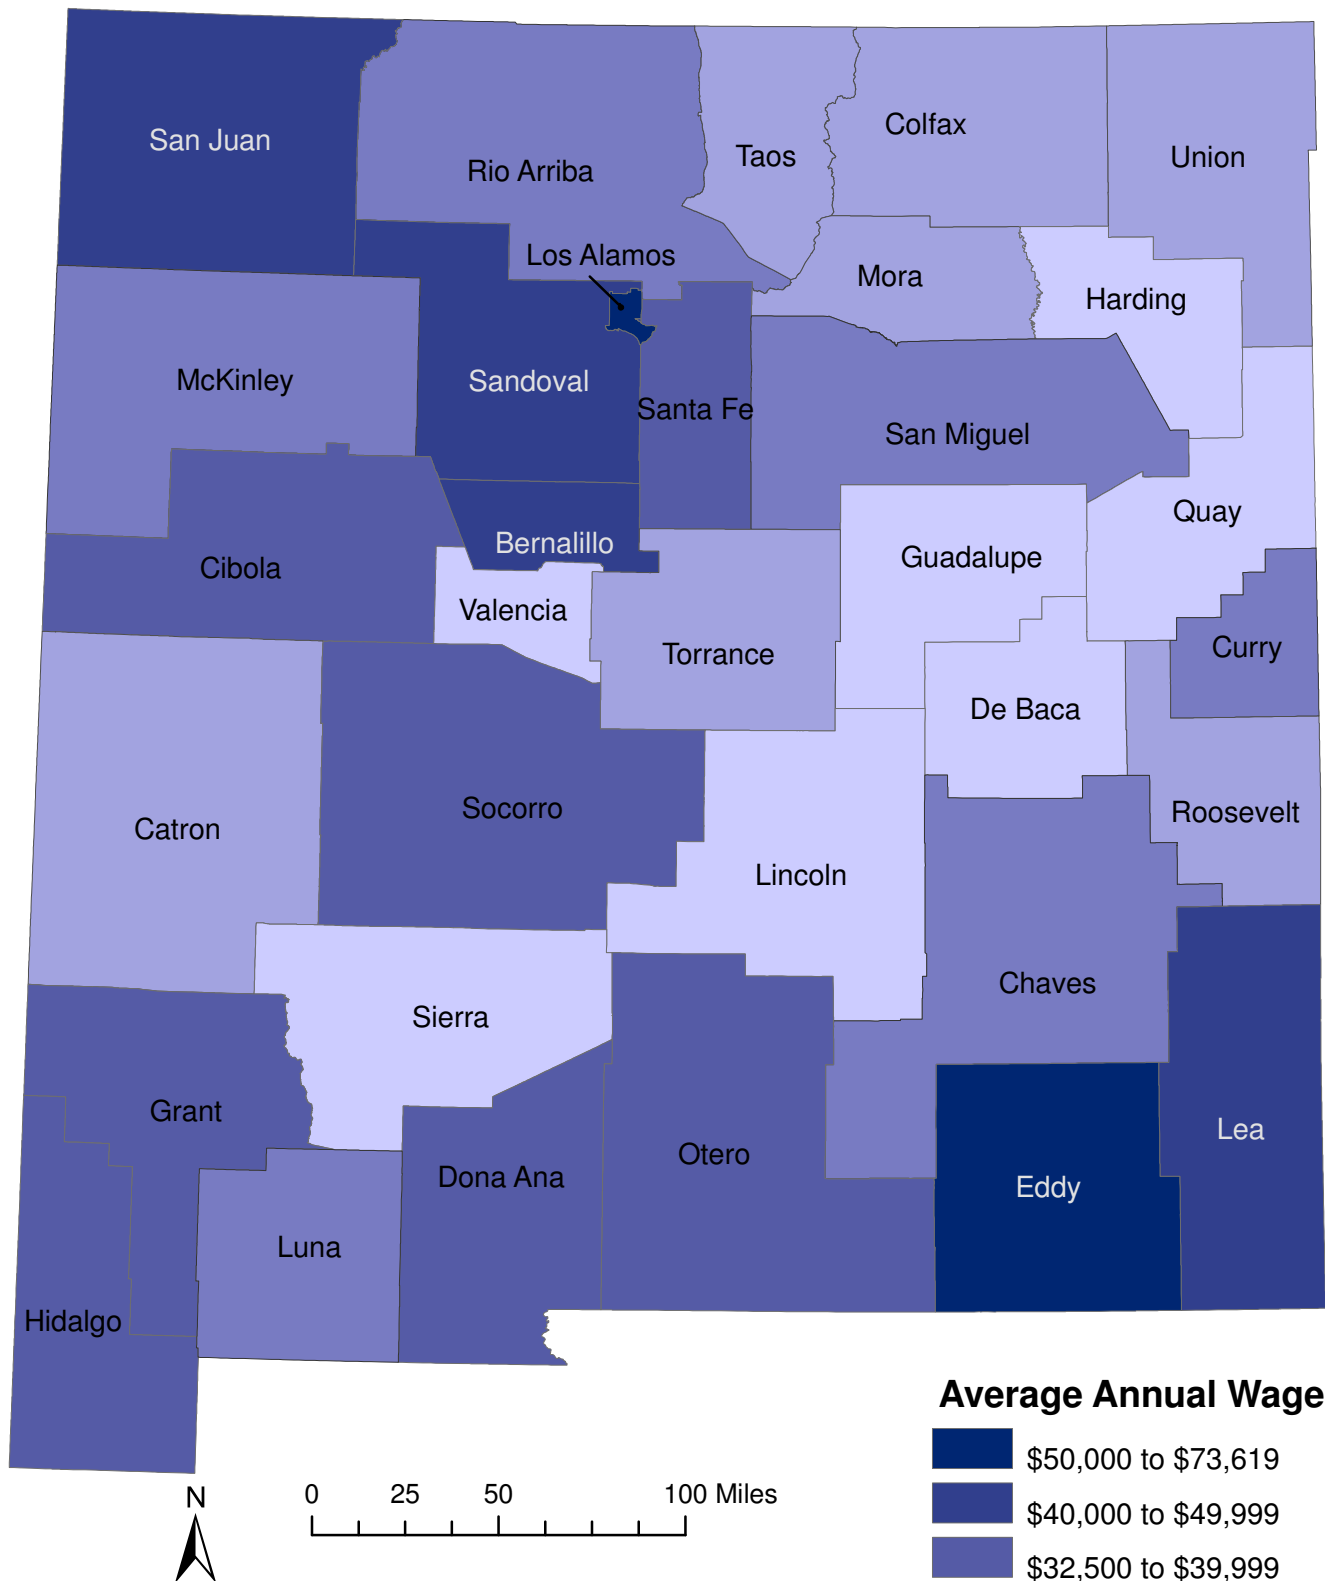 San Juan
Rio Arriba
Taos
Colfax
Union
Los Alamos
Mora
Harding
McKinley
Sandoval
Santa Fe
San Miguel
Quay
Cibola
Bernalillo
Guadalupe
Valencia
Torrance
Curry
De Baca
Catron
Socorro
Roosevelt
Lincoln
Chaves
Sierra
Grant
Dona Ana
Otero
Lea
Eddy
Luna
Hidalgo
Average Annual Wage
$50,000 to $73,619
$40,000 to $49,999
$32,500 to $39,999
N
0 25 50 100 Miles